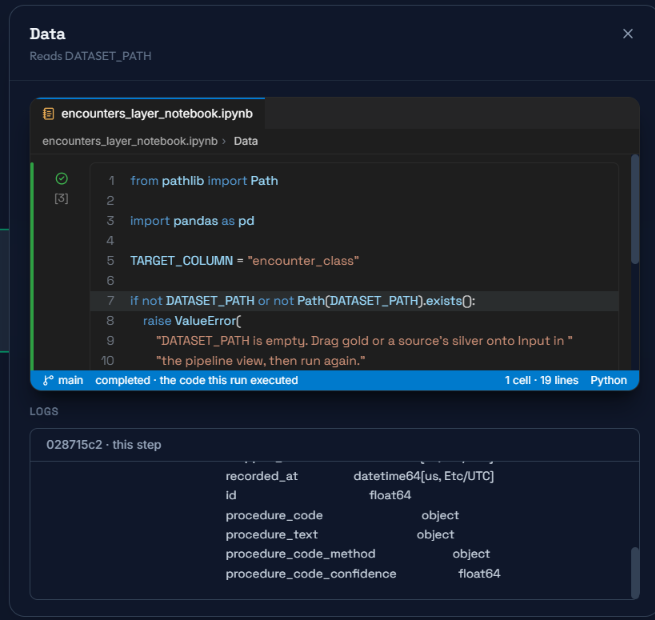 Data
Reads DATASET_PATH
encounters_layer_notebook.ipynb
encounters_layer_notebook.ipynb › Data
[3]
1 from pathlib import Path
2
3 import pandas as pd
4
5 TARGET_COLUMN = "encounter_class"
6
7 if not DATASET_PATH or not Path(DATASET_PATH).exists():
8 raise ValueError(
9 "DATASET_PATH is empty. Drag gold or a source's silver onto Input in "
10 "the pipeline view, then run again."
main completed · the code this run executed 1 cell · 19 lines Python
LOGS
028715c2 · this step
recorded_at datetime64[us, Etc/UTC]
id float64
procedure_code object
procedure_text object
procedure_code_method object
procedure_code_confidence float64